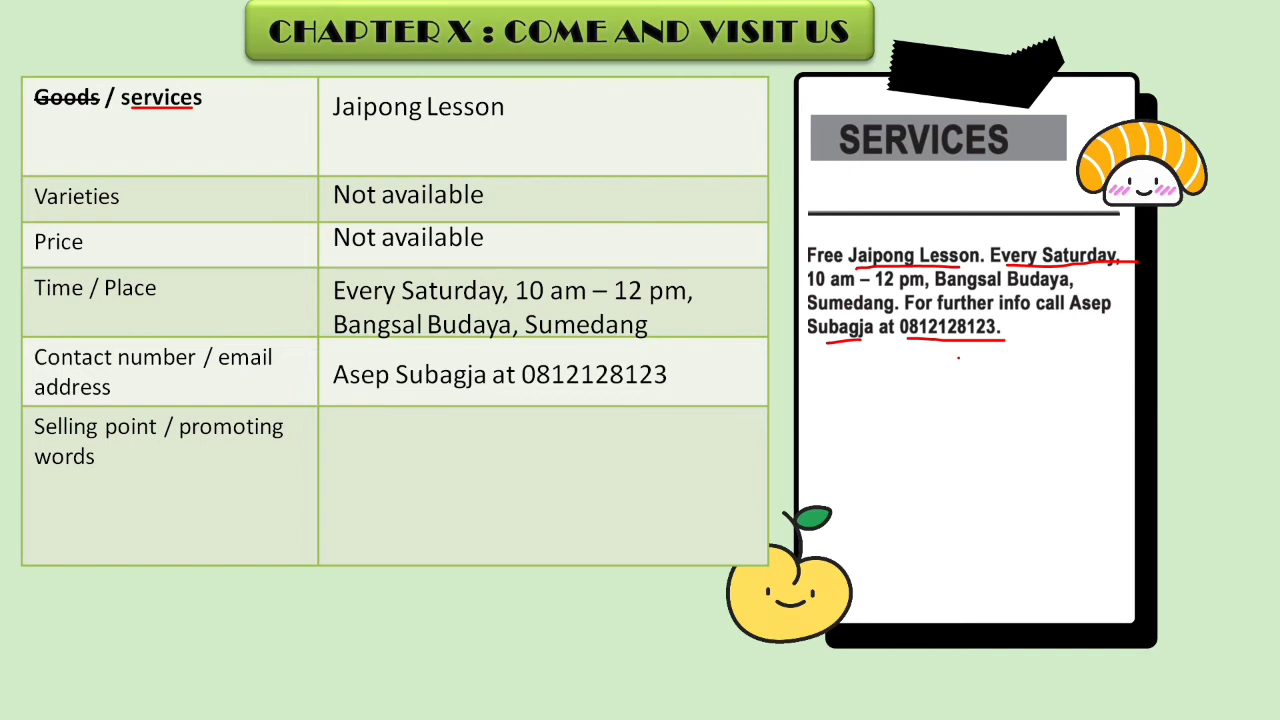 CHAPTER X : COME AND VISIT US
Goods / services
Jaipong Lesson
Varieties
Not available
Price
Not available
Time / Place
Every Saturday, 10 am – 12 pm,
Bangsal Budaya, Sumedang
Contact number / email
address
Asep Subagja at 0812128123
Selling point / promoting
words
SERVICES
Free Jaipong Lesson. Every Saturday,
10 am – 12 pm, Bangsal Budaya,
Sumedang. For further info call Asep
Subagja at 0812128123.